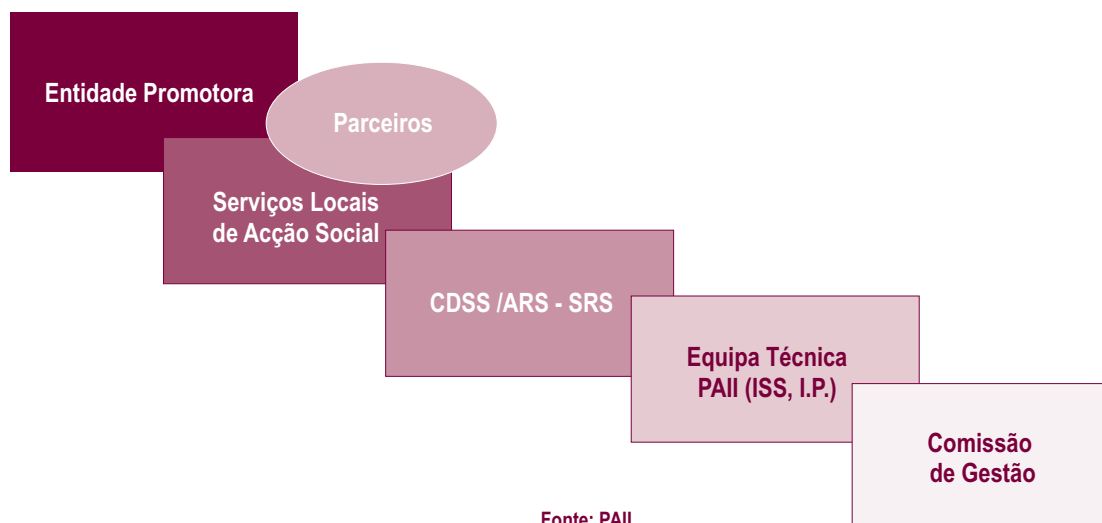 Entidade Promotora
Parceiros
Serviços Locais
de Acção Social
CDSS /ARS - SRS
Equipa Técnica
PAII (ISS, I.P.)
Comissão
de Gestão
Fonte: PAII